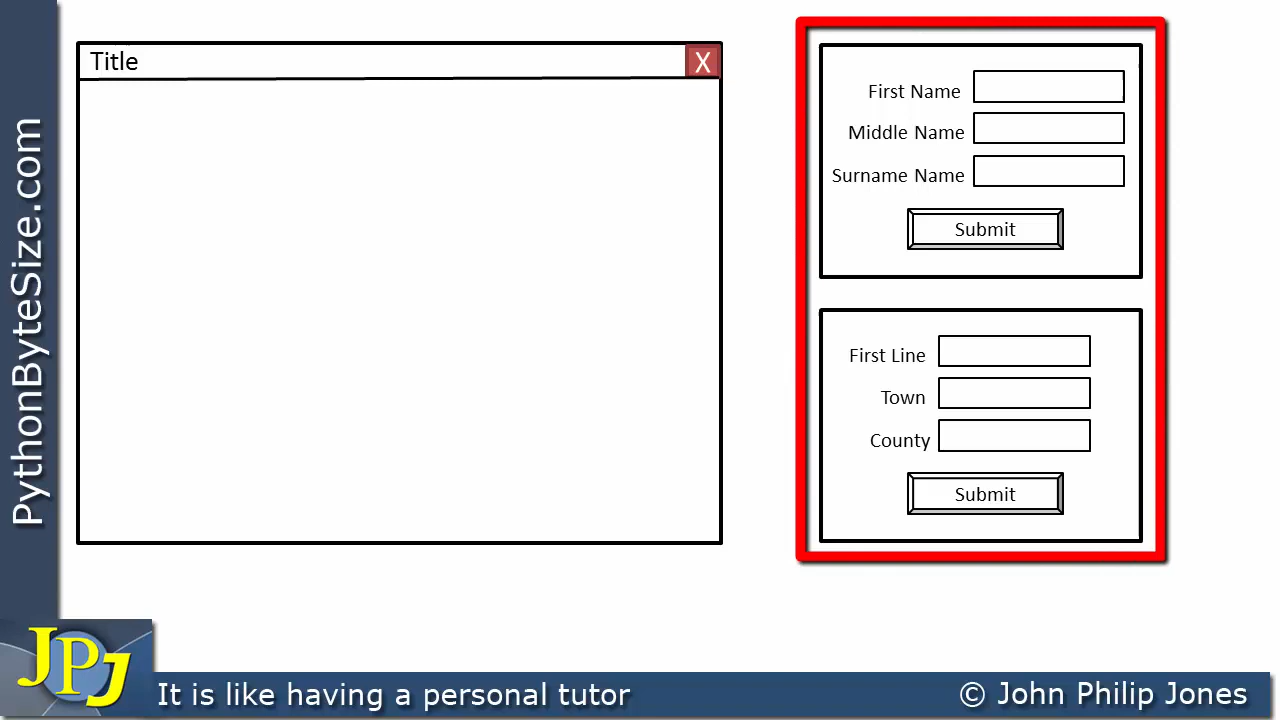 PythonByteSize.com
Title
X
First Name
Middle Name
Surname Name
Submit
First Line
Town
County
Submit
JPJ
It is like having a personal tutor
© John Philip Jones